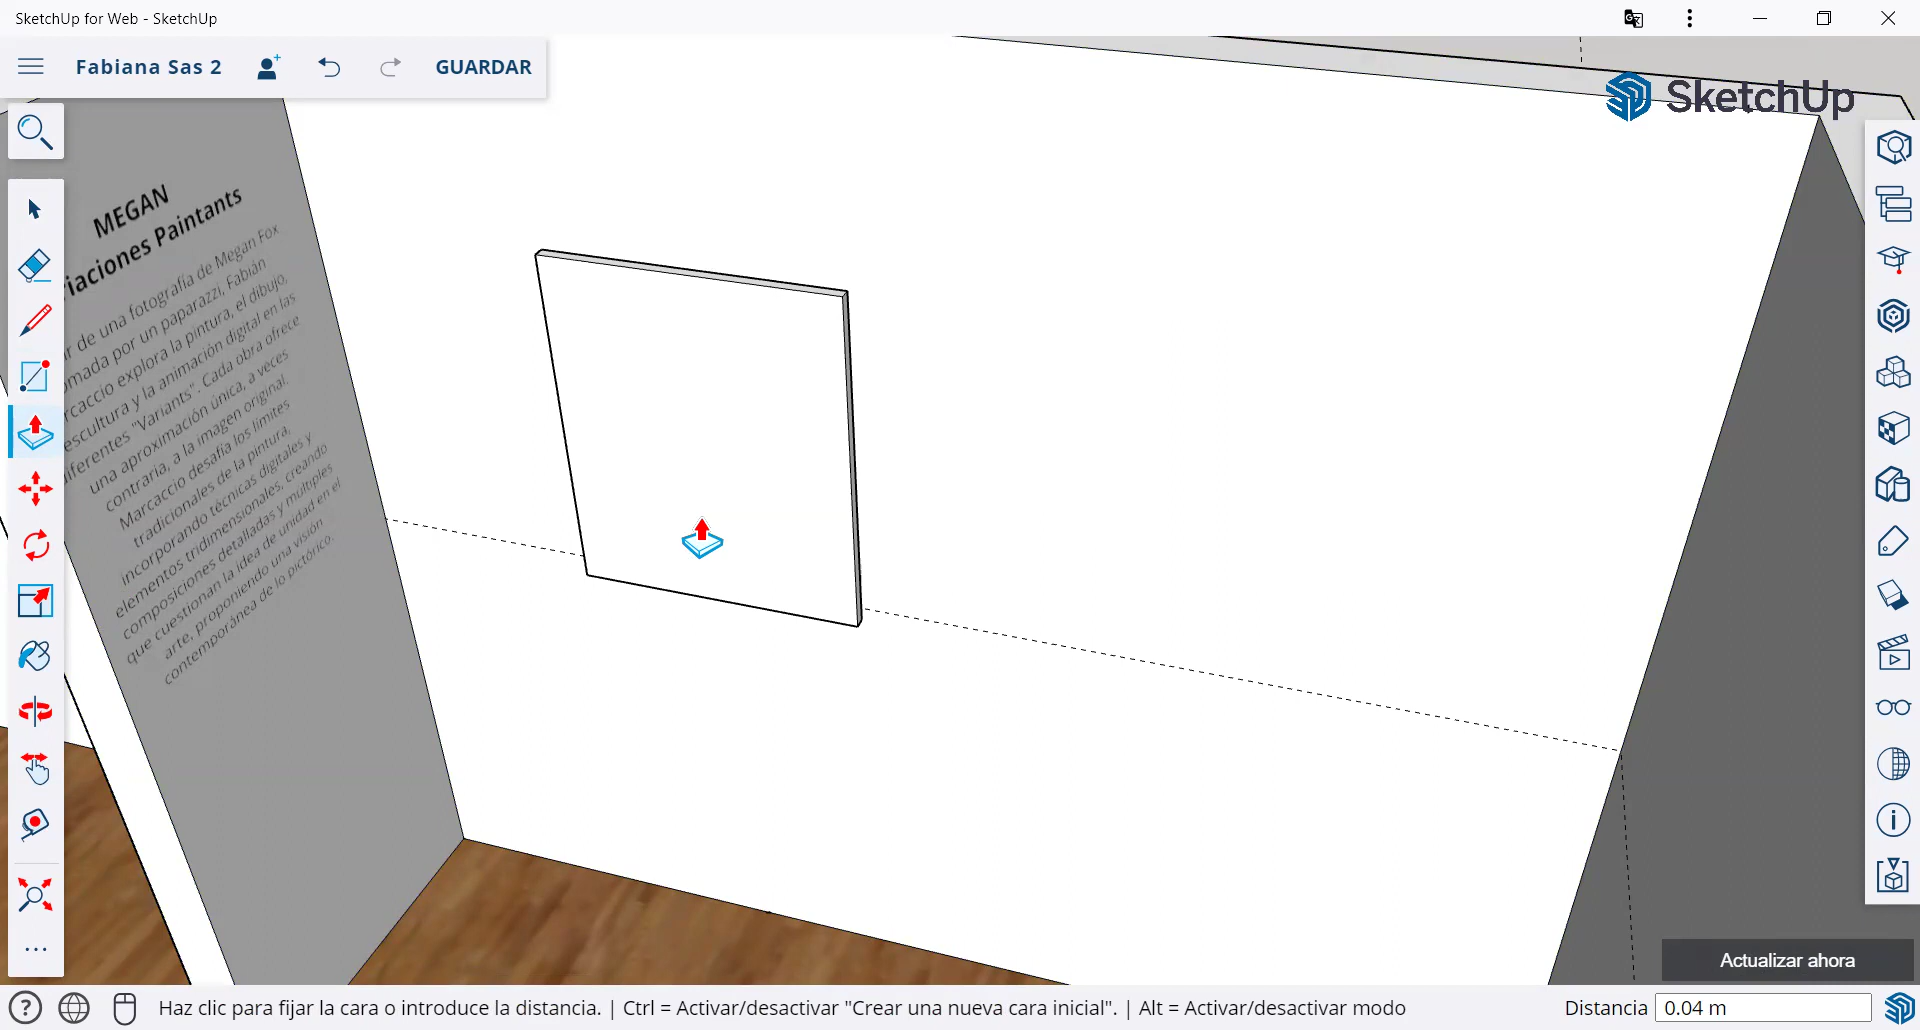 SketchUp for Web - SketchUp
Fabiana Sas 2
GUARDAR
SketchUp
MEGAN
iaciones Paintants
r de una fotografía de Megan Fox
omada por un paparazzi, Fabián
rcaccio explora la pintura, el dibujo,
escultura y la animación digital en las
iferentes "Variants". Cada obra ofrece
una aproximación única, a veces
contraria, a la imagen original.
Marcaccio desafía los límites
tradicionales de la pintura,
incorporando técnicas digitales y
elementos tridimensionales, creando
composiciones detalladas y múltiples
que cuestionan la idea de unidad en el
arte, proponiendo una visión
contemporánea de lo pictórico.
Actualizar ahora
Haz clic para fijar la cara o introduce la distancia. | Ctrl = Activar/desactivar "Crear una nueva cara inicial". | Alt = Activar/desactivar modo
Distancia 0.04 m